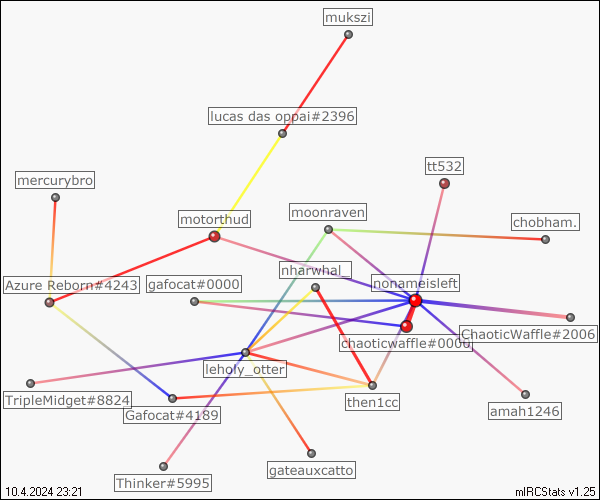 mukszi
lucas das oppai#2396
tt532
mercurybro
moonraven
motorthud
chobham.
nharwhal_
Azure Reborn#4243
gafocat#0000
nonameisleft
chaoticwaffle#0000
ChaoticWaffle#2006
leholy_otter
TripleMidget#8824
then1cc
Gafocat#4189
amah1246
gateauxcatto
Thinker#5995
10.4.2024 23:21
mIRCStats v1.25